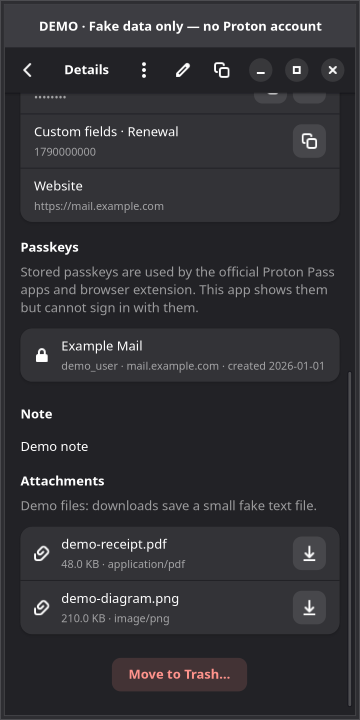 DEMO · Fake data only — no Proton account
Details
••••••••
Custom fields · Renewal
1790000000
Website
https://mail.example.com
Passkeys
Stored passkeys are used by the official Proton Pass
apps and browser extension. This app shows them
but cannot sign in with them.
Example Mail
demo_user · mail.example.com · created 2026-01-01
Note
Demo note
Attachments
Demo files: downloads save a small fake text file.
demo-receipt.pdf
48.0 KB · application/pdf
demo-diagram.png
210.0 KB · image/png
Move to Trash…